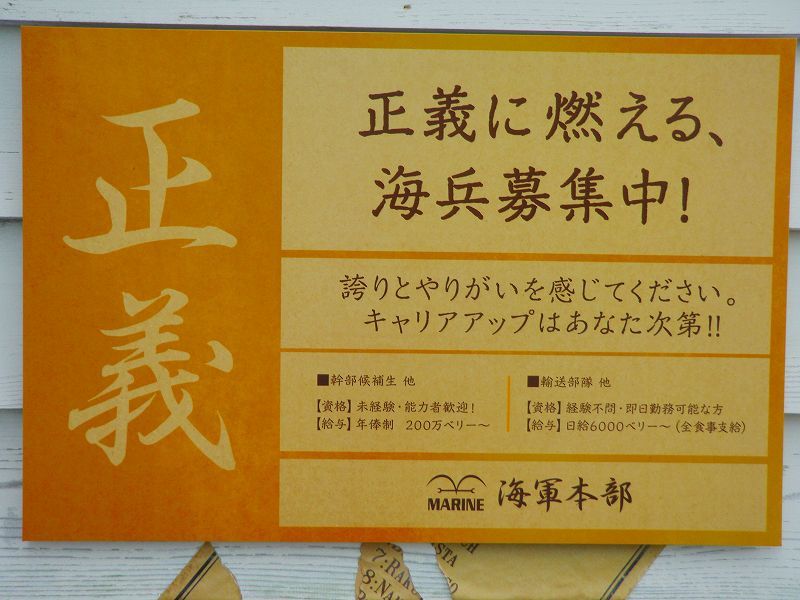 正義
正義に燃える、
海兵募集中!
誇りとやりがいを感じてください。
キャリアアップはあなた次第!!
■幹部候補生 他
【資格】未経験・能力者歓迎!
【給与】年俸制 200万ベリー〜
■輸送部隊 他
【資格】経験不問・即日勤務可能な方
【給与】日給6000ベリー〜(全食事支給)
MARINE 海軍本部
STA
7:RAK
8:NA